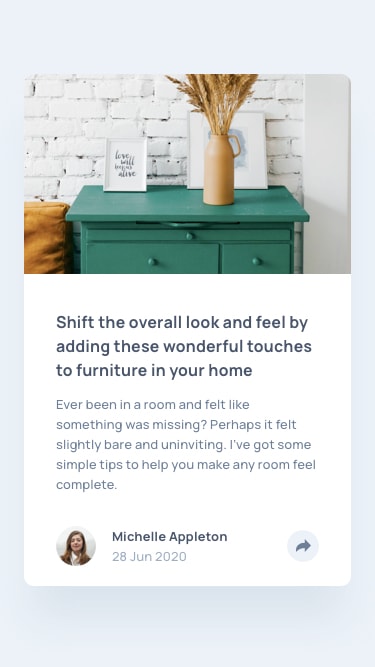 love
will
keep us
alive
Shift the overall look and feel by
adding these wonderful touches
to furniture in your home
Ever been in a room and felt like
something was missing? Perhaps it felt
slightly bare and uninviting. I’ve got some
simple tips to help you make any room feel
complete.
Michelle Appleton
28 Jun 2020